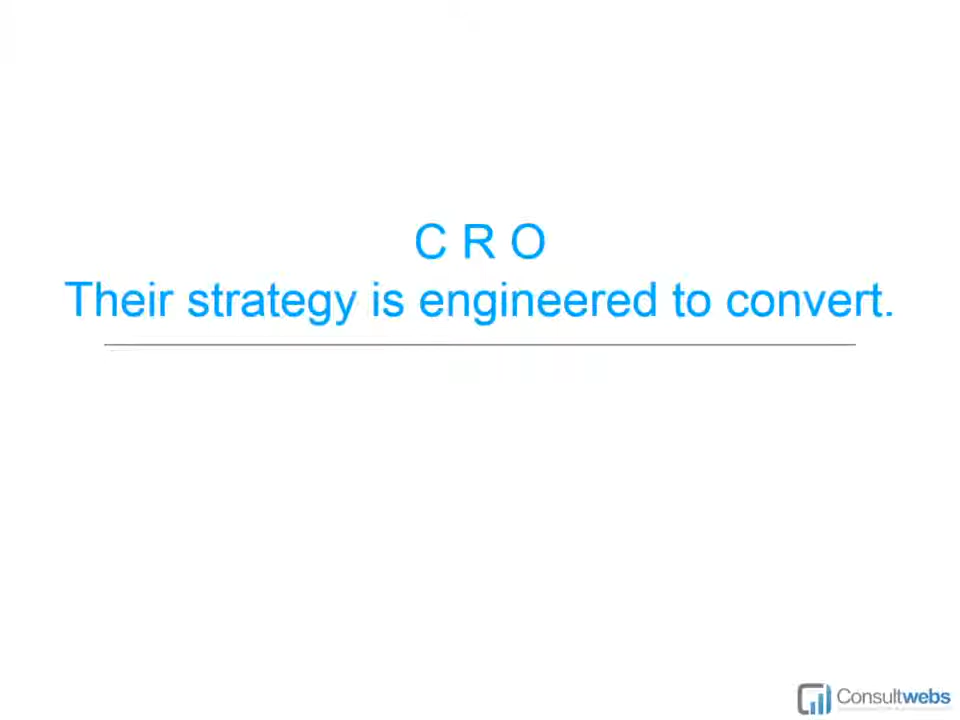 C R O
Their strategy is engineered to convert.
Consultwebs